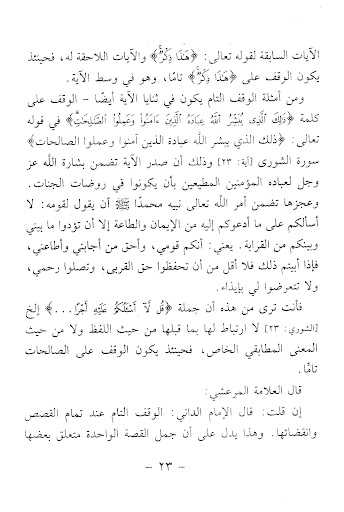 الآيات السابقة لقوله تعالى: ﴿هَٰذَا ذِكْرٌ﴾ والآيات اللاحقة له، فحينئذ
يكون الوقف على ﴿هَٰذَا ذِكْرٌ﴾ تامًا، وهو في وسط الآية.
ومن أمثلة الوقف التام يكون في ثنايا الآية أيضًا - الوقف على
كلمة ﴿ذَٰلِكَ ٱلَّذِى يُبَشِّرُ ٱللَّهُ عِبَادَهُ ٱلَّذِينَ ءَامَنُوا۟ وَعَمِلُوا۟ ٱلصَّٰلِحَٰتِ﴾ في قوله
تعالى: ﴿ذلك الذي يبشر الله عبادة الذين آمنوا وعملوا الصالحات﴾
سورة الشورى [آية: ٢٣] وذلك أن صدر الآية تضمن بشارة الله عز
وجل لعباده المؤمنين المطيعين بأن يكونوا في روضات الجنات.
وعجزها تضمن أمر الله تعالى نبيه محمدًا ﷺ أن يقول لقومه: لا
أسألكم على ما أدعوكم إليه من الإيمان والطاعة إلا أن تؤدوا ما بيني
وبينكم من القرابة. يعني: أنكم قومي، وأحق من أجابني وأطاعني،
فإذا أبيتم ذلك فلا أقل من أن تحفظوا حق القربى، وتصلوا رحمي،
ولا تتعرضوا لي بإيذاء.
فأنت ترى من هذه أن جملة ﴿قُل لَّآ أَسْـَٔلُكُمْ عَلَيْهِ أَجْرًا...﴾ إلخ
[الشورى: ٢٣] لا ارتباط لها بما قبلها من حيث اللفظ ولا من حيث
المعنى المطابقي الخاص، فحينئذ يكون الوقف على الصالحات
تامًا.
قال العلامة المرعشي:
إن قلت: قال الإمام الداني: الوقف التام عند تمام القصص
وانقضائها. وهذا يدل على أن جمل القصة الواحدة متعلق بعضها
- ٢٣ -